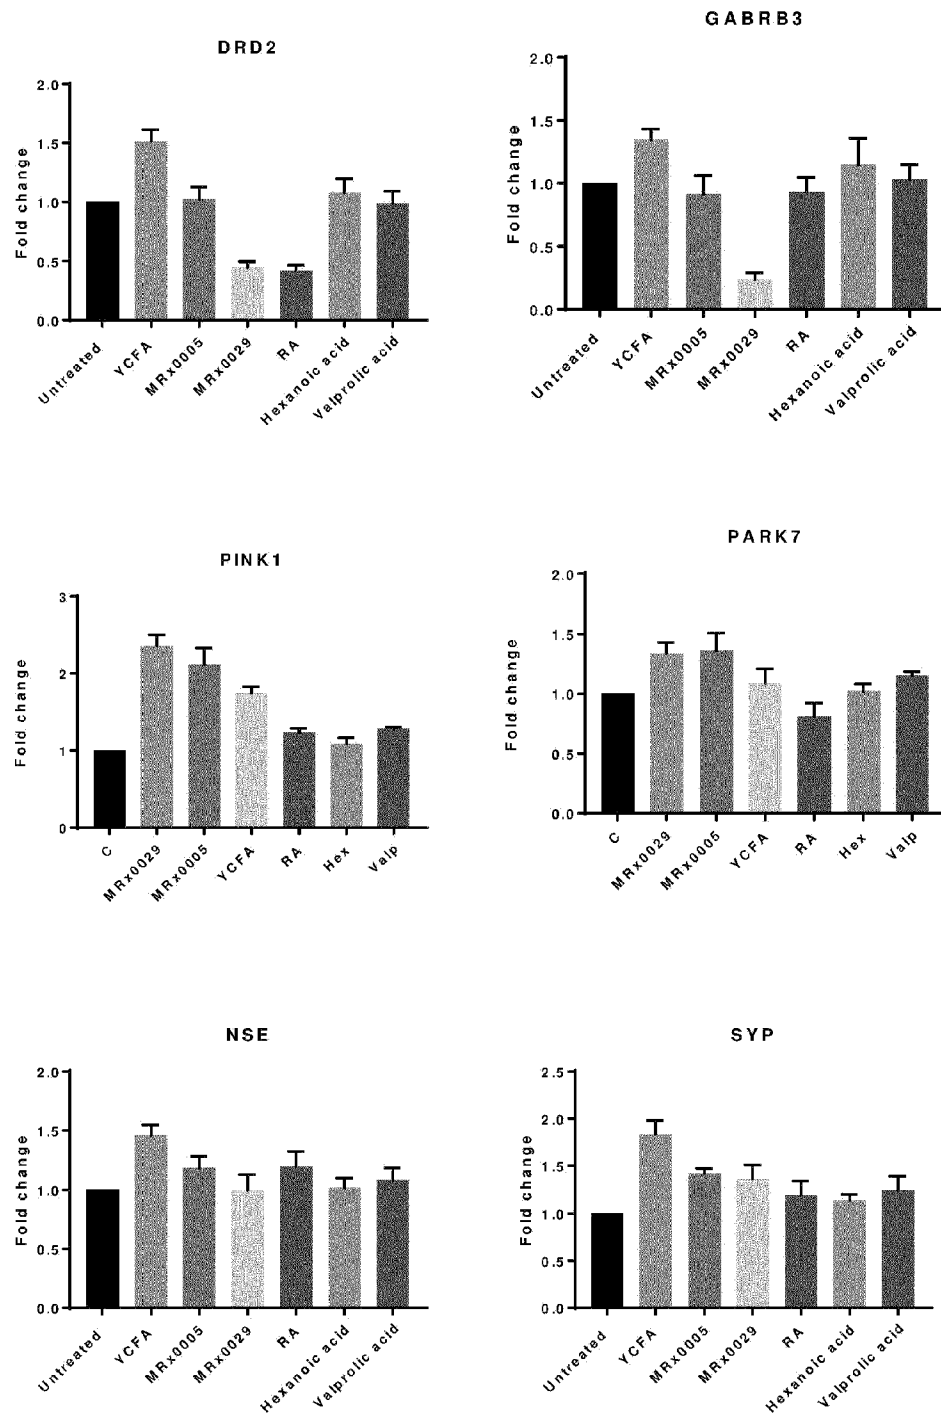 DRD2
Fold change
2.0
1.5
1.0
0.5
0.0
Untreated
YCFA
MRx0005
MRx0029
RA
Hexanoic acid
Valprolic acid
GABRB3
Fold change
2.0
1.5
1.0
0.5
0.0
Untreated
YCFA
MRx0005
MRx0029
RA
Hexanoic acid
Valprolic acid
PINK1
Fold change
3
2
1
0
C
MRx0029
MRx0005
YCFA
RA
Hex
Valp
PARK7
Fold change
2.0
1.5
1.0
0.5
0.0
C
MRx0029
MRx0005
YCFA
RA
Hex
Valp
NSE
Fold change
2.0
1.5
1.0
0.5
0.0
Untreated
YCFA
MRx0005
MRx0029
RA
Hexanoic acid
Valprolic acid
SYP
Fold change
2.5
2.0
1.5
1.0
0.5
0.0
Untreated
YCFA
MRx0005
MRx0029
RA
Hexanoic acid
Valprolic acid